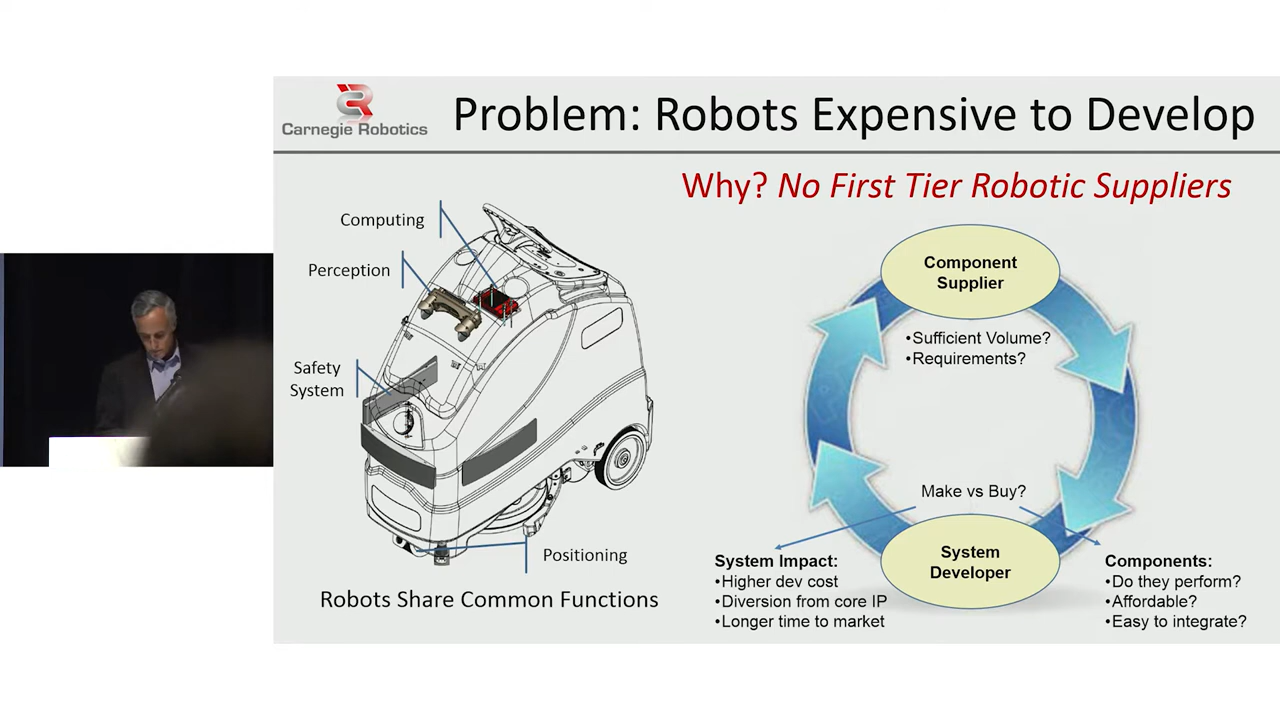 Carnegie Robotics
Problem: Robots Expensive to Develop
Why? No First Tier Robotic Suppliers
Computing
Perception
Safety
System
Positioning
Robots Share Common Functions
Component
Supplier
•Sufficient Volume?
•Requirements?
Make vs Buy?
System
Developer
System Impact:
•Higher dev cost
•Diversion from core IP
•Longer time to market
Components:
•Do they perform?
•Affordable?
•Easy to integrate?